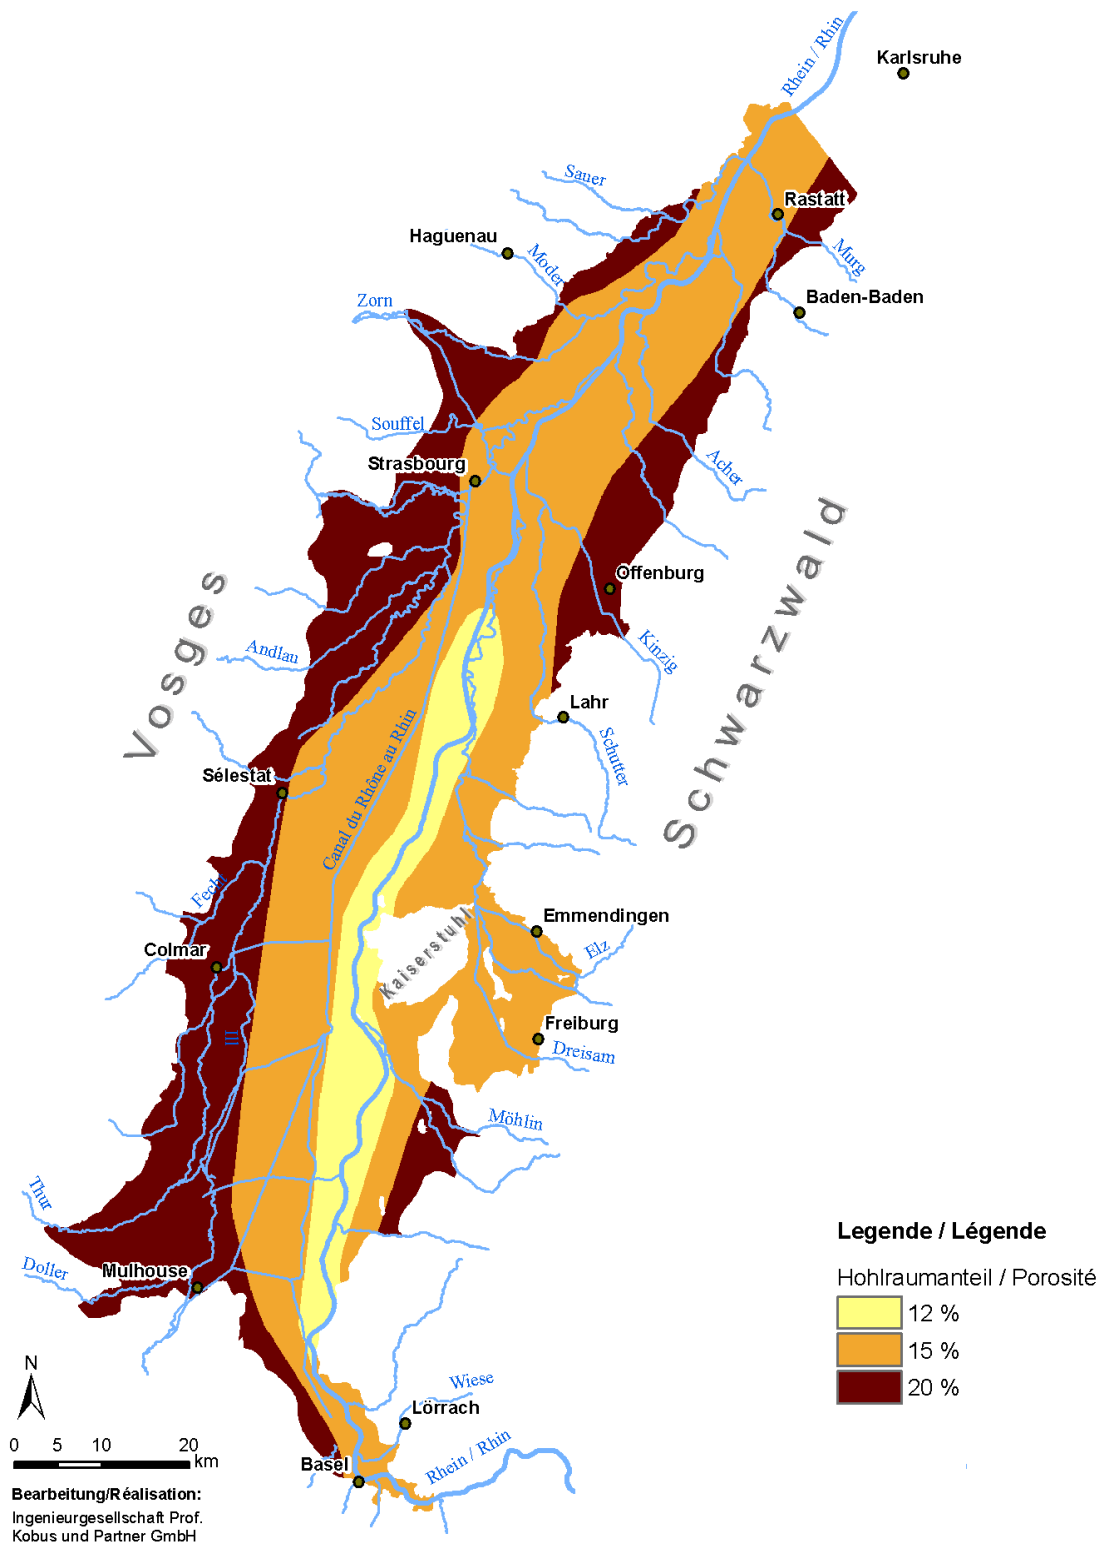 Rhein / Rhin
Karlsruhe
Sauer
Rastatt
Haguenau
Moder
Murg
Baden-Baden
Zorn
Souffel
Strasbourg
Acher
Vosges
Schwarzwald
Offenburg
Kinzig
Andlau
Lahr
Schutter
Canal du Rhône au Rhin
Sélestat
Fecht
Kaiserstuhl
Emmendingen
Elz
Colmar
Freiburg
Dreisam
Ill
Möhlin
Thur
Doller
Mulhouse
Legende / Légende
Hohlraumanteil / Porosité
12 %
15 %
20 %
N
0 5 10 20
km
Wiese
Lörrach
Basel
Rhein / Rhin
Bearbeitung/Réalisation:
Ingenieurgesellschaft Prof.
Kobus und Partner GmbH